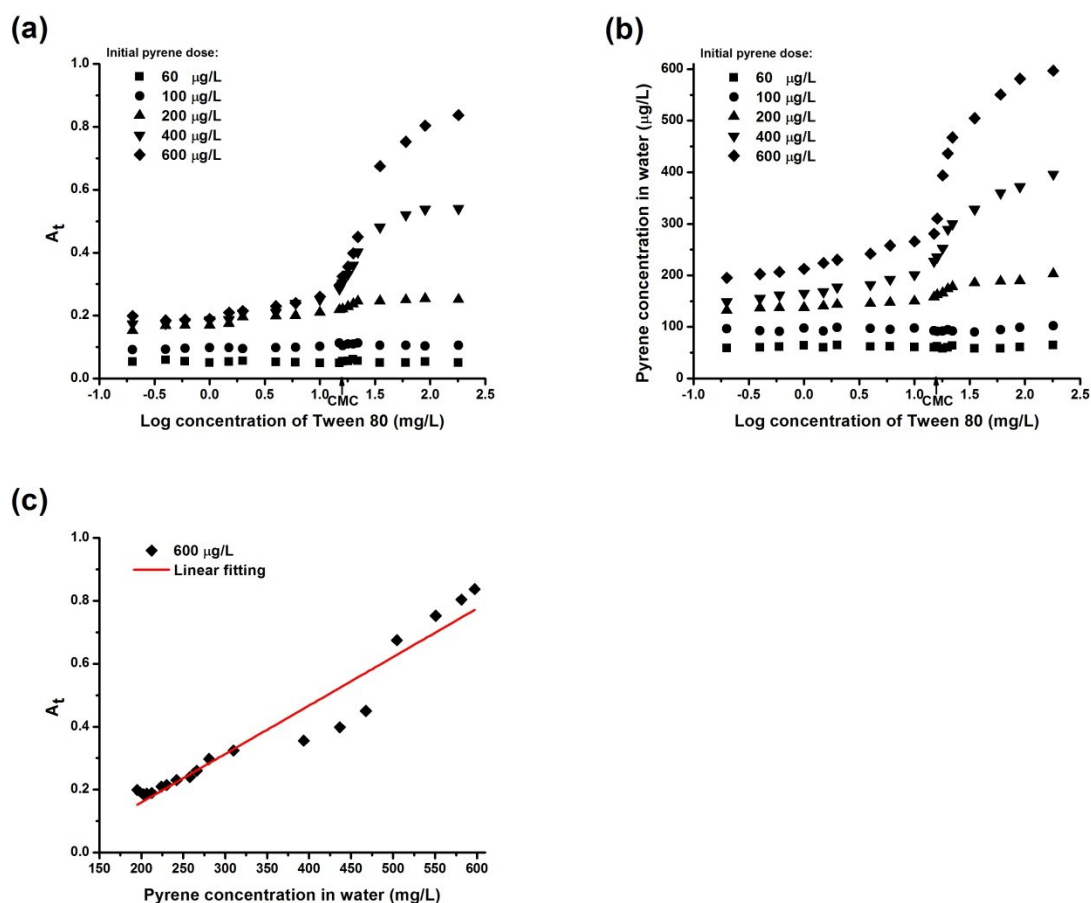 (a)
Initial pyrene dose:
60 μg/L
100 μg/L
200 μg/L
400 μg/L
600 μg/L
1.0
0.8
0.6
0.4
0.2
0.0
At
-1.0 -0.5 0.0 0.5 1.0 1.5 2.0 2.5
CMC
Log concentration of Tween 80 (mg/L)
(b)
Initial pyrene dose:
60 μg/L
100 μg/L
200 μg/L
400 μg/L
600 μg/L
600
500
400
300
200
100
0
Pyrene concentration in water (μg/L)
-1.0 -0.5 0.0 0.5 1.0 1.5 2.0 2.5
CMC
Log concentration of Tween 80 (mg/L)
(c)
600 μg/L
Linear fitting
1.0
0.8
0.6
0.4
0.2
0.0
At
150 200 250 300 350 400 450 500 550 600
Pyrene concentration in water (mg/L)